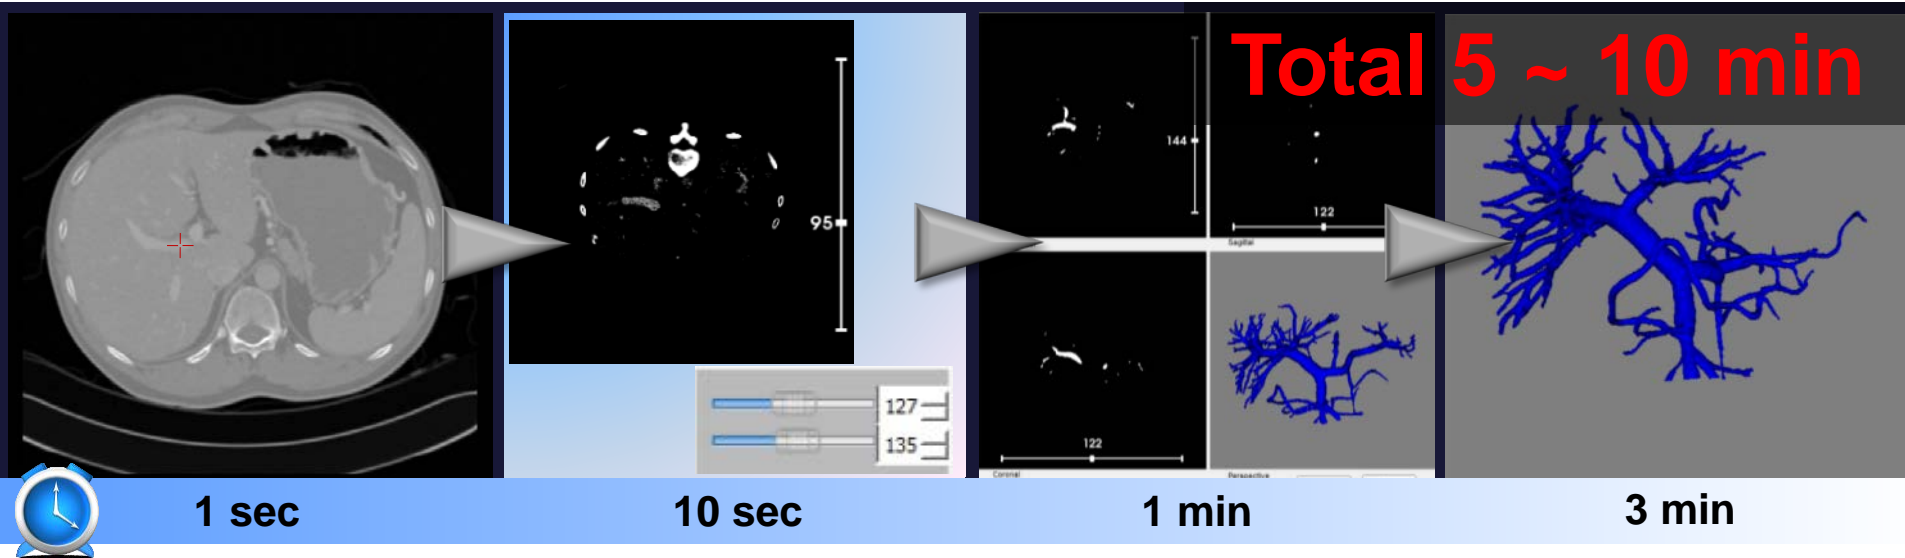 Total 5 ~ 10 min
95
127
135
144
122
Sagittal
122
Coronal
Perspective
1 sec
10 sec
1 min
3 min